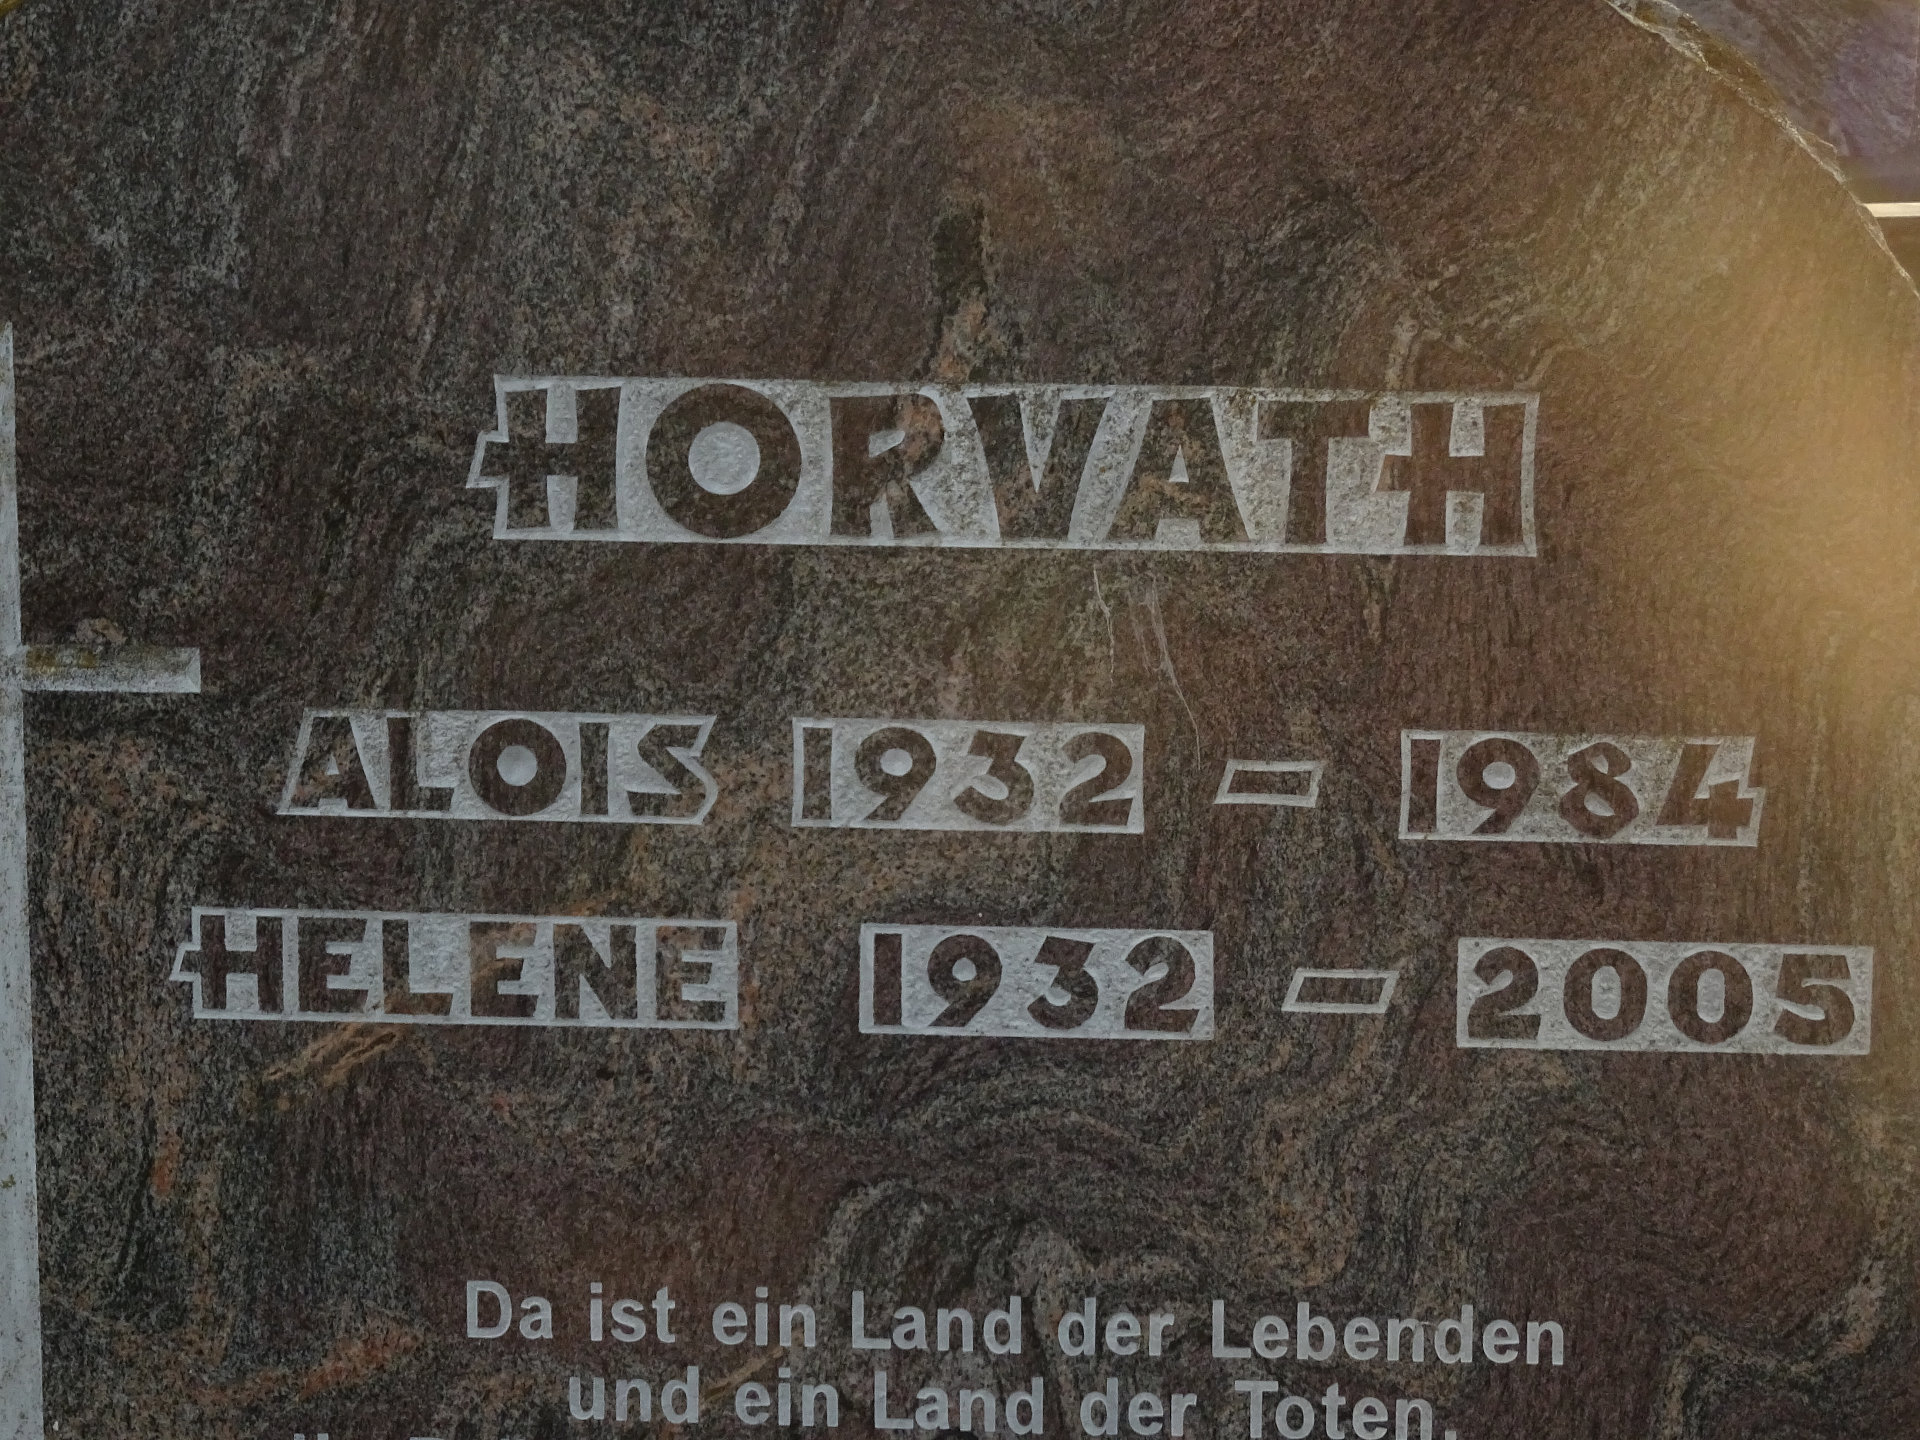 HORVATH
ALOIS 1932 – 1984
HELENE 1932 – 2005
Da ist ein Land der Lebenden
und ein Land der Toten,